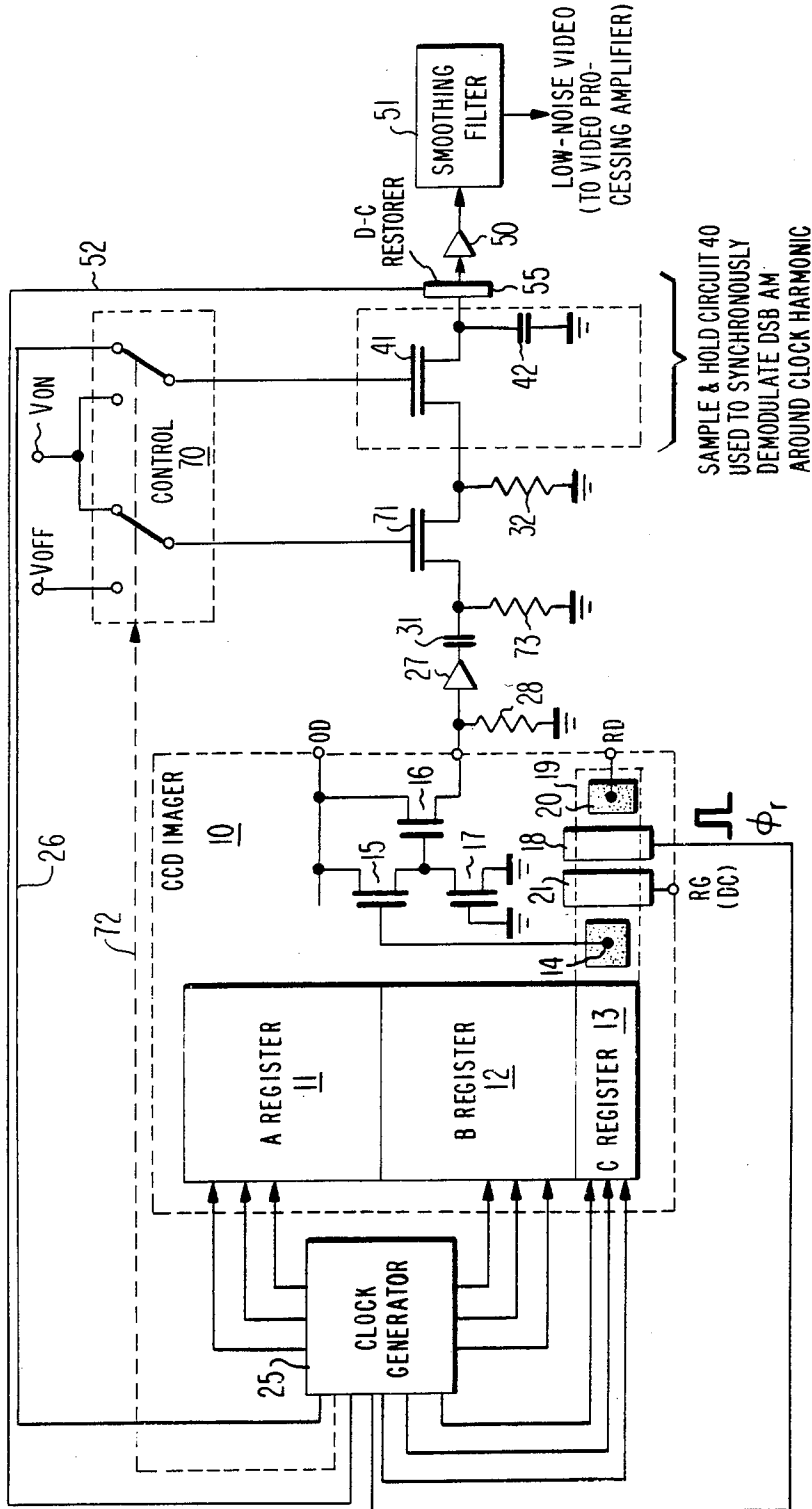 26
52
72
VOFF
VON
CONTROL
70
CCD IMAGER
10
OD
15
16
17
28
27
31
73
71
32
41
42
D-C
RESTORER
55
50
51
SMOOTHING
FILTER
LOW-NOISE VIDEO
(TO VIDEO PRO-
CESSING AMPLIFIER)
SAMPLE & HOLD CIRCUIT 40
USED TO SYNCHRONOUSLY
DEMODULATE DSB AM
AROUND CLOCK HARMONIC
A REGISTER
11
B REGISTER
12
C REGISTER 13
14
21
18
20
19
RD
RG
(DC)
ϕr
CLOCK
GENERATOR
25